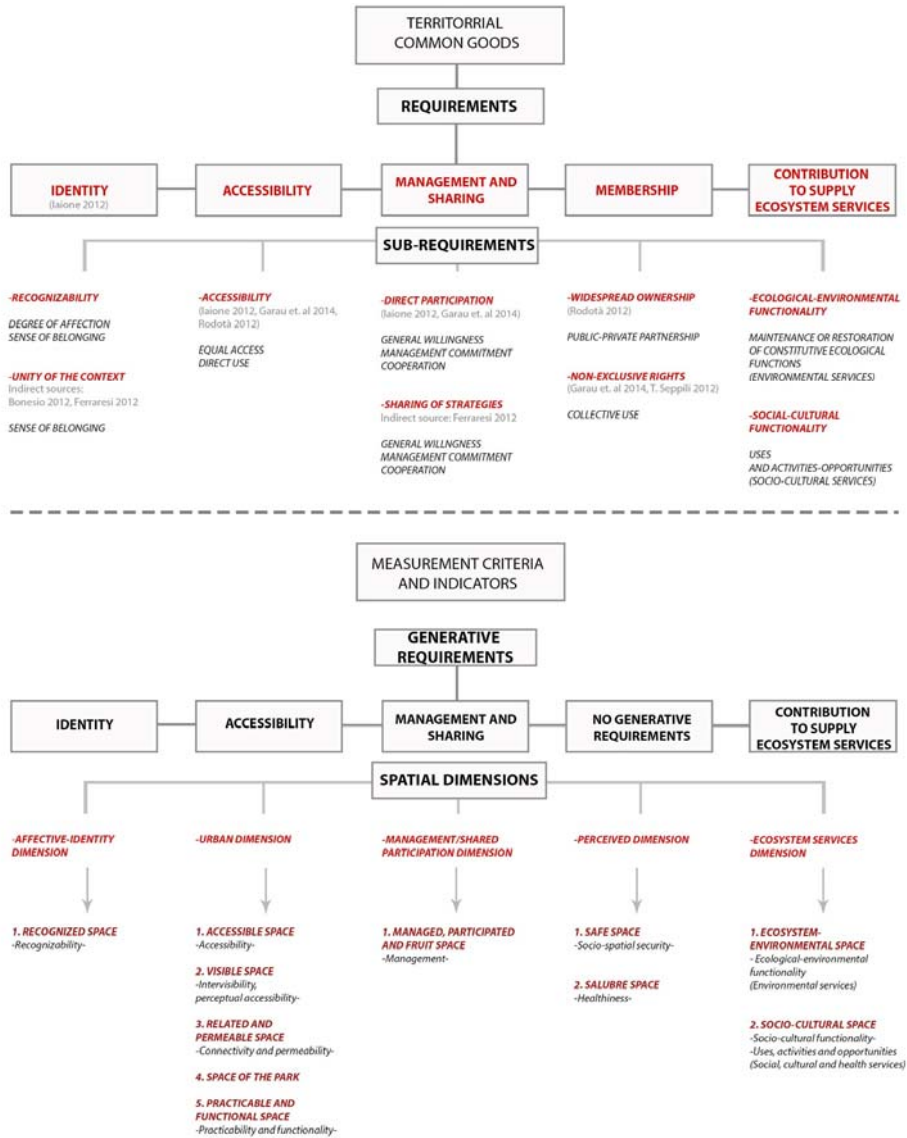 TERRITORRIAL
COMMON GOODS
REQUIREMENTS
IDENTITY
(Iaione 2012)
ACCESSIBILITY
MANAGEMENT AND
SHARING
MEMBERSHIP
CONTRIBUTION
TO SUPPLY
ECOSYSTEM SERVICES
SUB-REQUIREMENTS
-RECOGNIZABILITY
DEGREE OF AFFECTION
SENSE OF BELONGING
-UNITY OF THE CONTEXT
Indirect sources:
Bonesio 2012, Ferraresi 2012
SENSE OF BELONGING
-ACCESSIBILITY
(Iaione 2012, Garau et. al 2014,
Rodotà 2012)
EQUAL ACCESS
DIRECT USE
-DIRECT PARTICIPATION
(Iaione 2012, Garau et. al 2014)
GENERAL WILLINGNESS
MANAGEMENT COMMITMENT
COOPERATION
-SHARING OF STRATEGIES
Indirect source: Ferraresi 2012
GENERAL WILLNGNESS
MANAGEMENT COMMITMENT
COOPERATION
-WIDESPREAD OWNERSHIP
(Rodotà 2012)
PUBLIC-PRIVATE PARTNERSHIP
-NON-EXCLUSIVE RIGHTS
(Garau et. al 2014, T. Seppili 2012)
COLLECTIVE USE
-ECOLOGICAL-ENVIRONMENTAL
FUNCTIONALITY
MAINTENANCE OR RESTORATION
OF CONSTITUTIVE ECOLOGICAL
FUNCTIONS
(ENVIRONMENTAL SERVICES)
-SOCIAL-CULTURAL
FUNCTIONALITY
USES
AND ACTIVITIES-OPPORTUNITIES
(SOCIO-CULTURAL SERVICES)
MEASUREMENT CRITERIA
AND INDICATORS
GENERATIVE
REQUIREMENTS
IDENTITY
ACCESSIBILITY
MANAGEMENT AND
SHARING
NO GENERATIVE
REQUIREMENTS
CONTRIBUTION
TO SUPPLY
ECOSYSTEM SERVICES
SPATIAL DIMENSIONS
-AFFECTIVE-IDENTITY
DIMENSION
1. RECOGNIZED SPACE
-Recognizability-
-URBAN DIMENSION
1. ACCESSIBLE SPACE
-Accessibility-
2. VISIBLE SPACE
-Intervisibility,
perceptual accessibility-
3. RELATED AND
PERMEABLE SPACE
-Connectivity and permeability-
4. SPACE OF THE PARK
5. PRACTICABLE AND
FUNCTIONAL SPACE
-Practicability and functionality-
-MANAGEMENT/SHARED
PARTICIPATION DIMENSION
1. MANAGED, PARTICIPATED
AND FRUIT SPACE
-Management-
-PERCEIVED DIMENSION
1. SAFE SPACE
-Socio-spatial security-
2. SALUBRE SPACE
-Healthiness-
-ECOSYSTEM SERVICES
DIMENSION
1. ECOSYSTEM-
ENVIRONMENTAL SPACE
- Ecological-environmental
functionality
(Environmental services)
2. SOCIO-CULTURAL SPACE
-Socio-cultural functionality-
-Uses, activities and opportunities
(Social, cultural and health services)